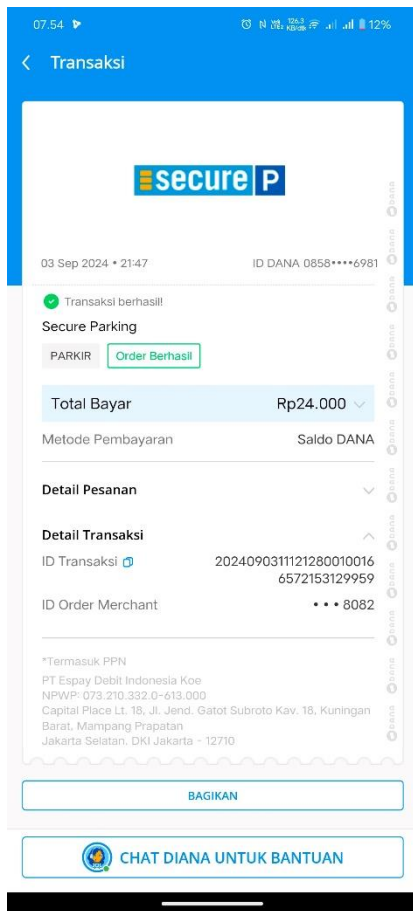 07.54
12%
Transaksi
secure P
03 Sep 2024 • 21:47 ID DANA 0858••••6981
Transaksi berhasil!
Secure Parking
PARKIR Order Berhasil
Total Bayar Rp24.000
Metode Pembayaran Saldo DANA
Detail Pesanan
Detail Transaksi
ID Transaksi 2024090311121280010016
6572153129959
ID Order Merchant • • • 8082
*Termasuk PPN
PT Espay Debit Indonesia Koe
NPWP: 073.210.332.0-613.000
Capital Place Lt. 18, Jl. Jend. Gatot Subroto Kav. 18, Kuningan
Barat, Mampang Prapatan
Jakarta Selatan, DKI Jakarta - 12710
BAGIKAN
CHAT DIANA UNTUK BANTUAN